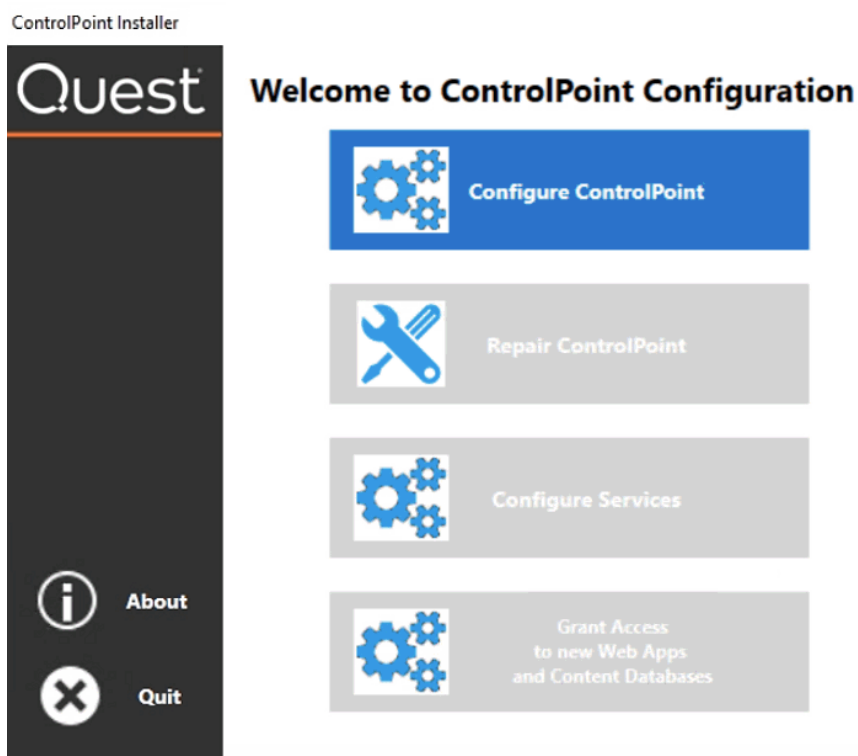 ControlPoint Installer
Quest
Welcome to ControlPoint Configuration
Configure ControlPoint
Repair ControlPoint
Configure Services
Grant Access
to new Web Apps
and Content Databases
About
Quit